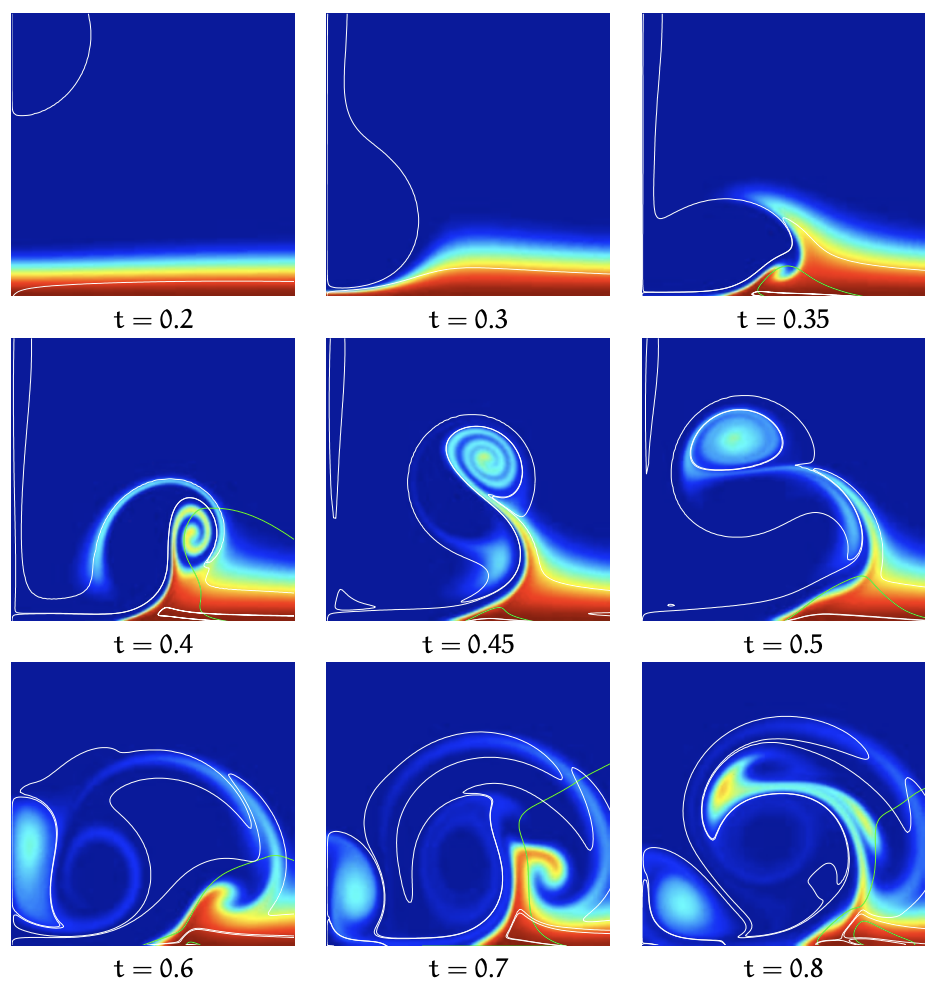 t = 0.2
t = 0.3
t = 0.35
t = 0.4
t = 0.45
t = 0.5
t = 0.6
t = 0.7
t = 0.8